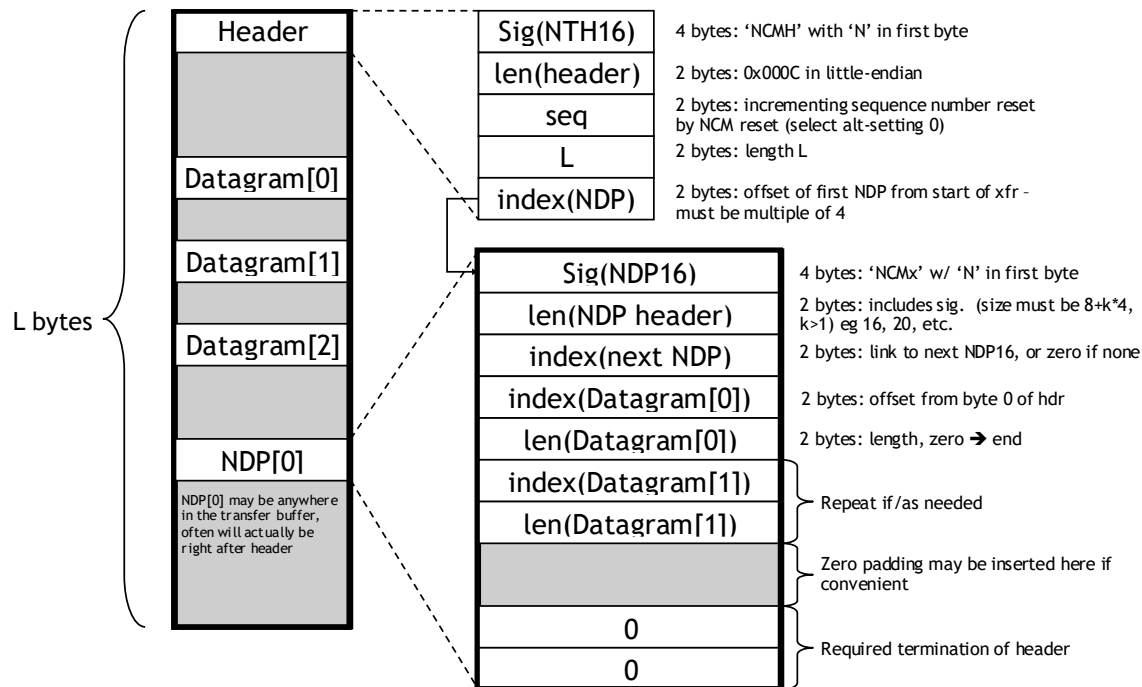 L bytes
Header
Datagram[0]
Datagram[1]
Datagram[2]
NDP[0]
NDP[0] may be anywhere
in the transfer buffer,
often will actually be
right after header
Sig(NTH16)
4 bytes: ‘NCMH’ with ‘N’ in first byte
len(header)
2 bytes: 0x000C in little-endian
seq
2 bytes: incrementing sequence number reset
by NCM reset (select alt-setting 0)
L
2 bytes: length L
index(NDP)
2 bytes: offset of first NDP from start of xfr –
must be multiple of 4
Sig(NDP16)
4 bytes: ‘NCMx’ w/ ‘N’ in first byte
len(NDP header)
2 bytes: includes sig. (size must be 8+k*4,
k>1) eg 16, 20, etc.
index(next NDP)
2 bytes: link to next NDP16, or zero if none
index(Datagram[0])
2 bytes: offset from byte 0 of hdr
len(Datagram[0])
2 bytes: length, zero ➔ end
index(Datagram[1])
len(Datagram[1])
Repeat if/as needed
Zero padding may be inserted here if
convenient
0
0
Required termination of header